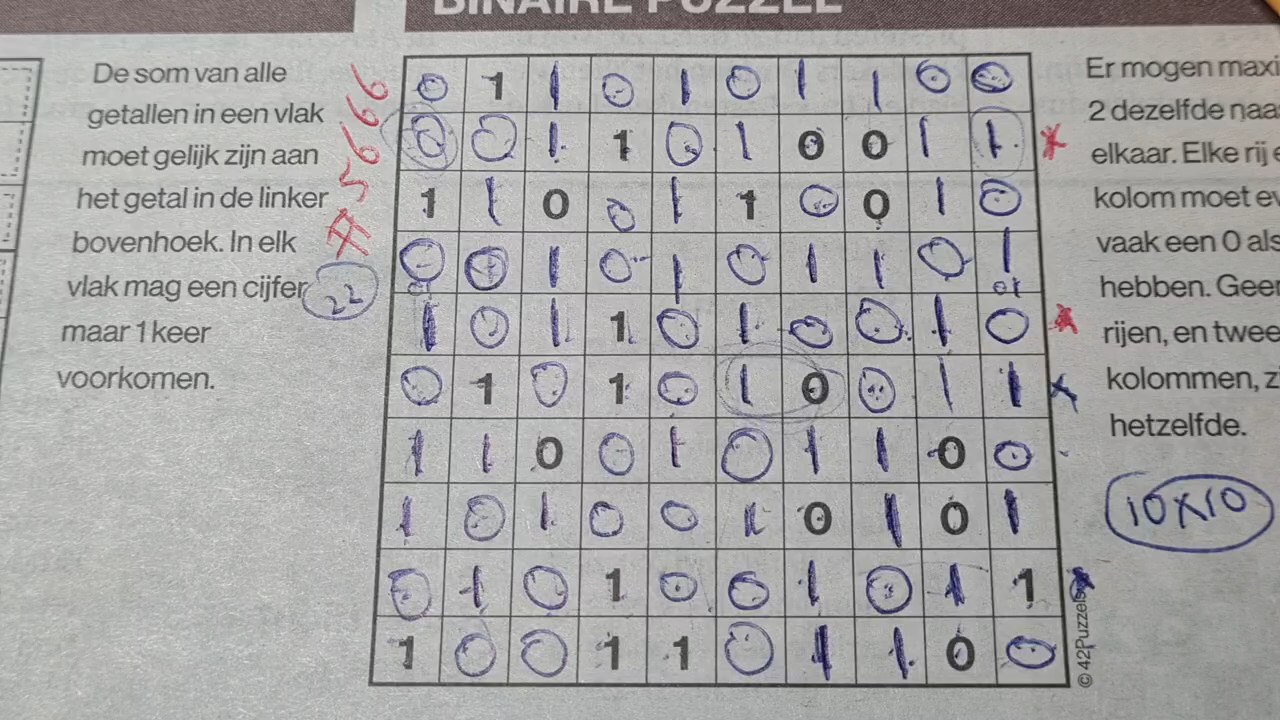 BINAIRE PUZZEL
De som van alle
getallen in een vlak
moet gelijk zijn aan
het getal in de linker
bovenhoek. In elk
vlak mag een cijfer
maar 1 keer
voorkomen.
22
#5666
0 1 1 0 1 0 1 1 0 0
0 0 1 1 0 1 0 0 1 1
1 1 0 0 1 1 0 0 1 0
0 0 1 0 1 0 1 1 0 1
1 0 1 1 0 1 0 0 1 0
0 1 0 1 0 1 0 0 1 1
1 1 0 0 1 0 1 1 0 0
1 0 1 0 0 1 0 1 0 1
0 1 0 1 0 0 1 0 1 1
1 0 0 1 1 0 1 1 0 0
Er mogen maxi
2 dezelfde naa
elkaar. Elke rij e
kolom moet ev
vaak een 0 als
hebben. Geen
rijen, en twee
kolommen, zi
hetzelfde.
10x10